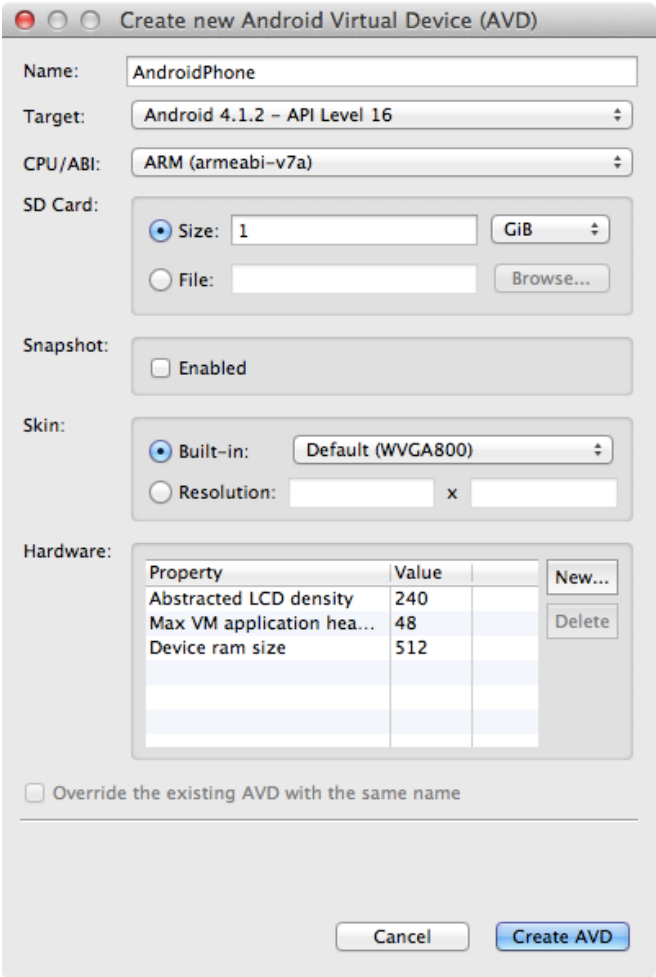 Create new Android Virtual Device (AVD)
Name: AndroidPhone
Target: Android 4.1.2 – API Level 16
CPU/ABI: ARM (armeabi-v7a)
SD Card:
Size: 1 GiB
File: Browse...
Snapshot:
Enabled
Skin:
Built-in: Default (WVGA800)
Resolution: x
Hardware:
Property Value
New...
Abstracted LCD density 240
Max VM application hea... 48
Delete
Device ram size 512
Override the existing AVD with the same name
Cancel Create AVD